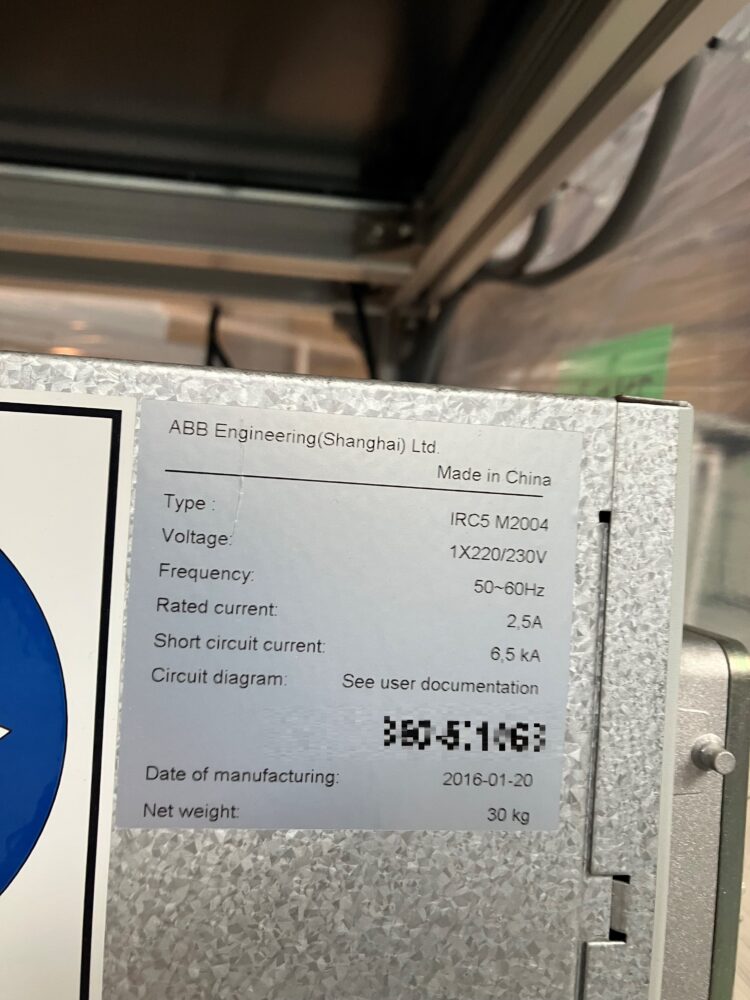 ABB Engineering(Shanghai) Ltd.
Made in China
Type : IRC5 M2004
Voltage: 1X220/230V
Frequency: 50~60Hz
Rated current: 2,5A
Short circuit current: 6,5 kA
Circuit diagram: See user documentation
Date of manufacturing: 2016-01-20
Net weight: 30 kg